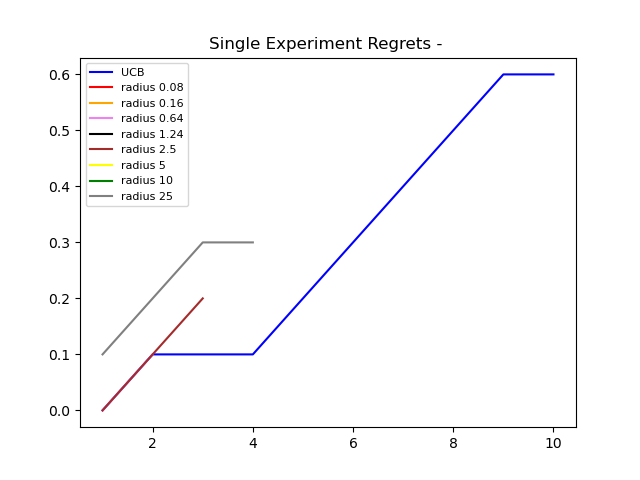 Single Experiment Regrets -
UCB
radius 0.08
radius 0.16
radius 0.64
radius 1.24
radius 2.5
radius 5
radius 10
radius 25
0.6
0.5
0.4
0.3
0.2
0.1
0.0
2 4 6 8 10